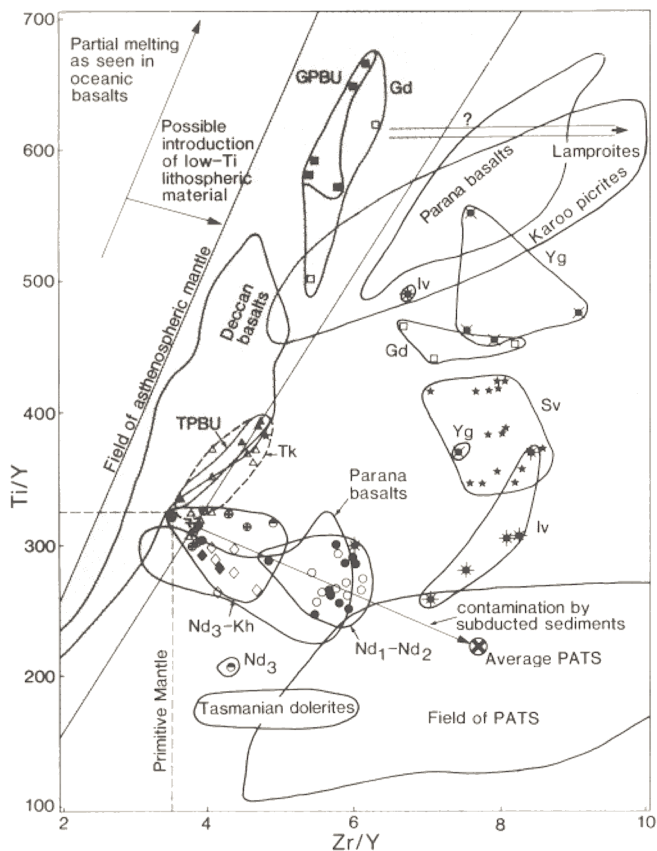 700
Partial melting
as seen in
oceanic
basalts
GPBU
Gd
Possible
introduction
of low-Ti
lithospheric
material
?
600
Lamproites
Parana basalts
Karoo picrites
Yg
500
Iv
Field of asthenospheric mantle
Deccan
basalts
Gd
400
Sv
TPBU
Yg
Tk
Ti/Y
Parana
basalts
Iv
300
contamination by
subducted sediments
Nd3-Kh
Nd1-Nd2
Average PATS
200
Nd3
Primitive Mantle
Tasmanian dolerites
Field of PATS
100
2
4
6
8
10
Zr/Y